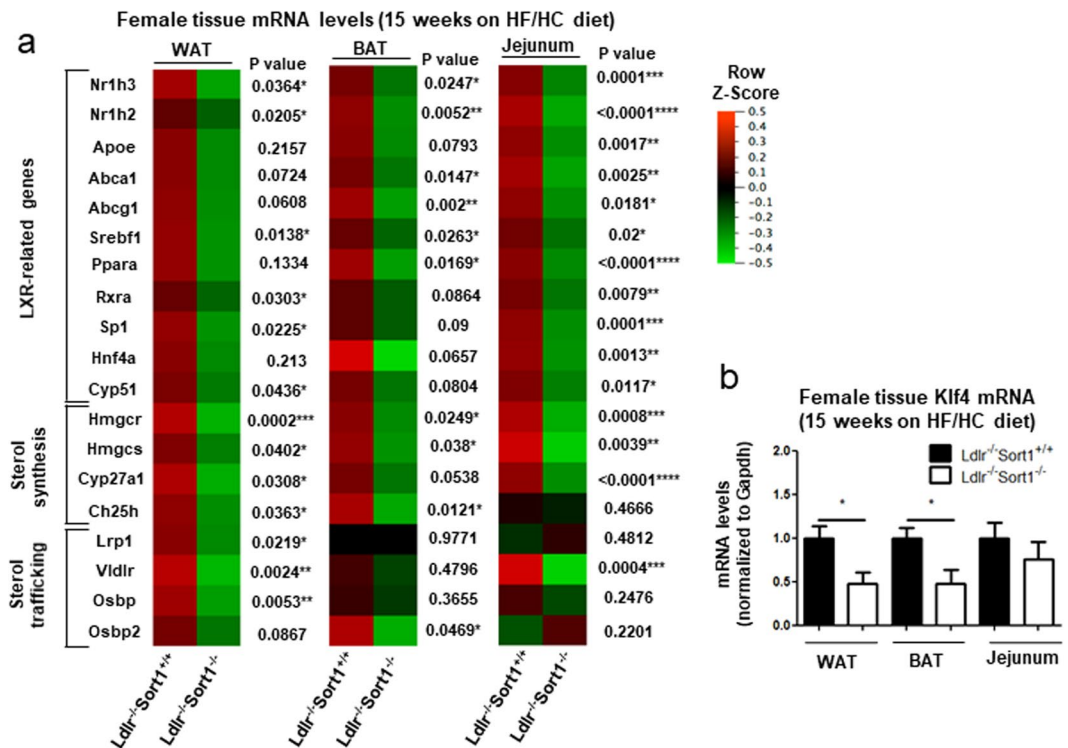 Female tissue mRNA levels (15 weeks on HF/HC diet)
a
WAT P value BAT P value Jejunum P value
LXR-related genes
Nr1h3 0.0364* 0.0247* 0.0001***
Nr1h2 0.0205* 0.0052** <0.0001****
Apoe 0.2157 0.0793 0.0017**
Abca1 0.0724 0.0147* 0.0025**
Abcg1 0.0608 0.002** 0.0181*
Srebf1 0.0138* 0.0263* 0.02*
Ppara 0.1334 0.0169* <0.0001****
Rxra 0.0303* 0.0864 0.0079**
Sp1 0.0225* 0.09 0.0001***
Hnf4a 0.213 0.0657 0.0013**
Cyp51 0.0436* 0.0804 0.0117*
Sterol
synthesis
Hmgcr 0.0002*** 0.0249* 0.0008***
Hmgcs 0.0402* 0.038* 0.0039**
Cyp27a1 0.0308* 0.0538 <0.0001****
Ch25h 0.0363* 0.0121* 0.4666
Sterol
trafficking
Lrp1 0.0219* 0.9771 0.4812
Vldlr 0.0024** 0.4796 0.0004***
Osbp 0.0053** 0.3655 0.2476
Osbp2 0.0867 0.0469* 0.2201
Ldlr-/-Sort1+/+ Ldlr-/-Sort1-/- Ldlr-/-Sort1+/+ Ldlr-/-Sort1-/- Ldlr-/-Sort1+/+ Ldlr-/-Sort1-/-
Row
Z-Score
0.5
0.4
0.3
0.2
0.1
0.0
-0.1
-0.2
-0.3
-0.4
-0.5
b
Female tissue Klf4 mRNA
(15 weeks on HF/HC diet)
mRNA levels
(normalized to Gapdh)
2.0
1.5
1.0
0.5
0.0
Ldlr-/-Sort1+/+
Ldlr-/-Sort1-/-
* *
WAT BAT Jejunum